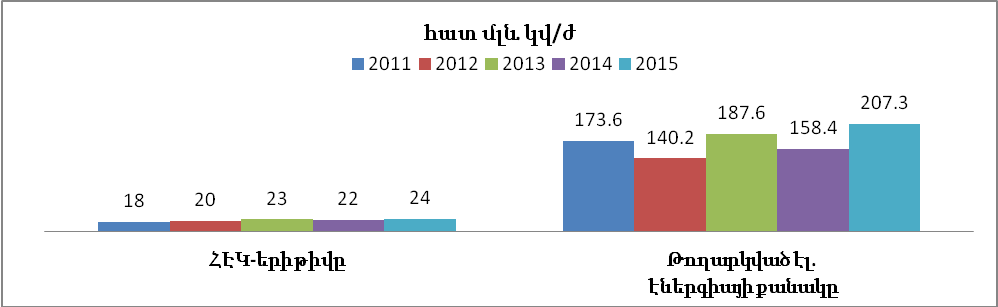 հատ մլն. կվ/ժ
2011 2012 2013 2014 2015
18 20 23 22 24 173.6 140.2 187.6 158.4 207.3
ՀԷԿ-երի թիվը
Թողարկված էլ.
էներգիայի քանակը